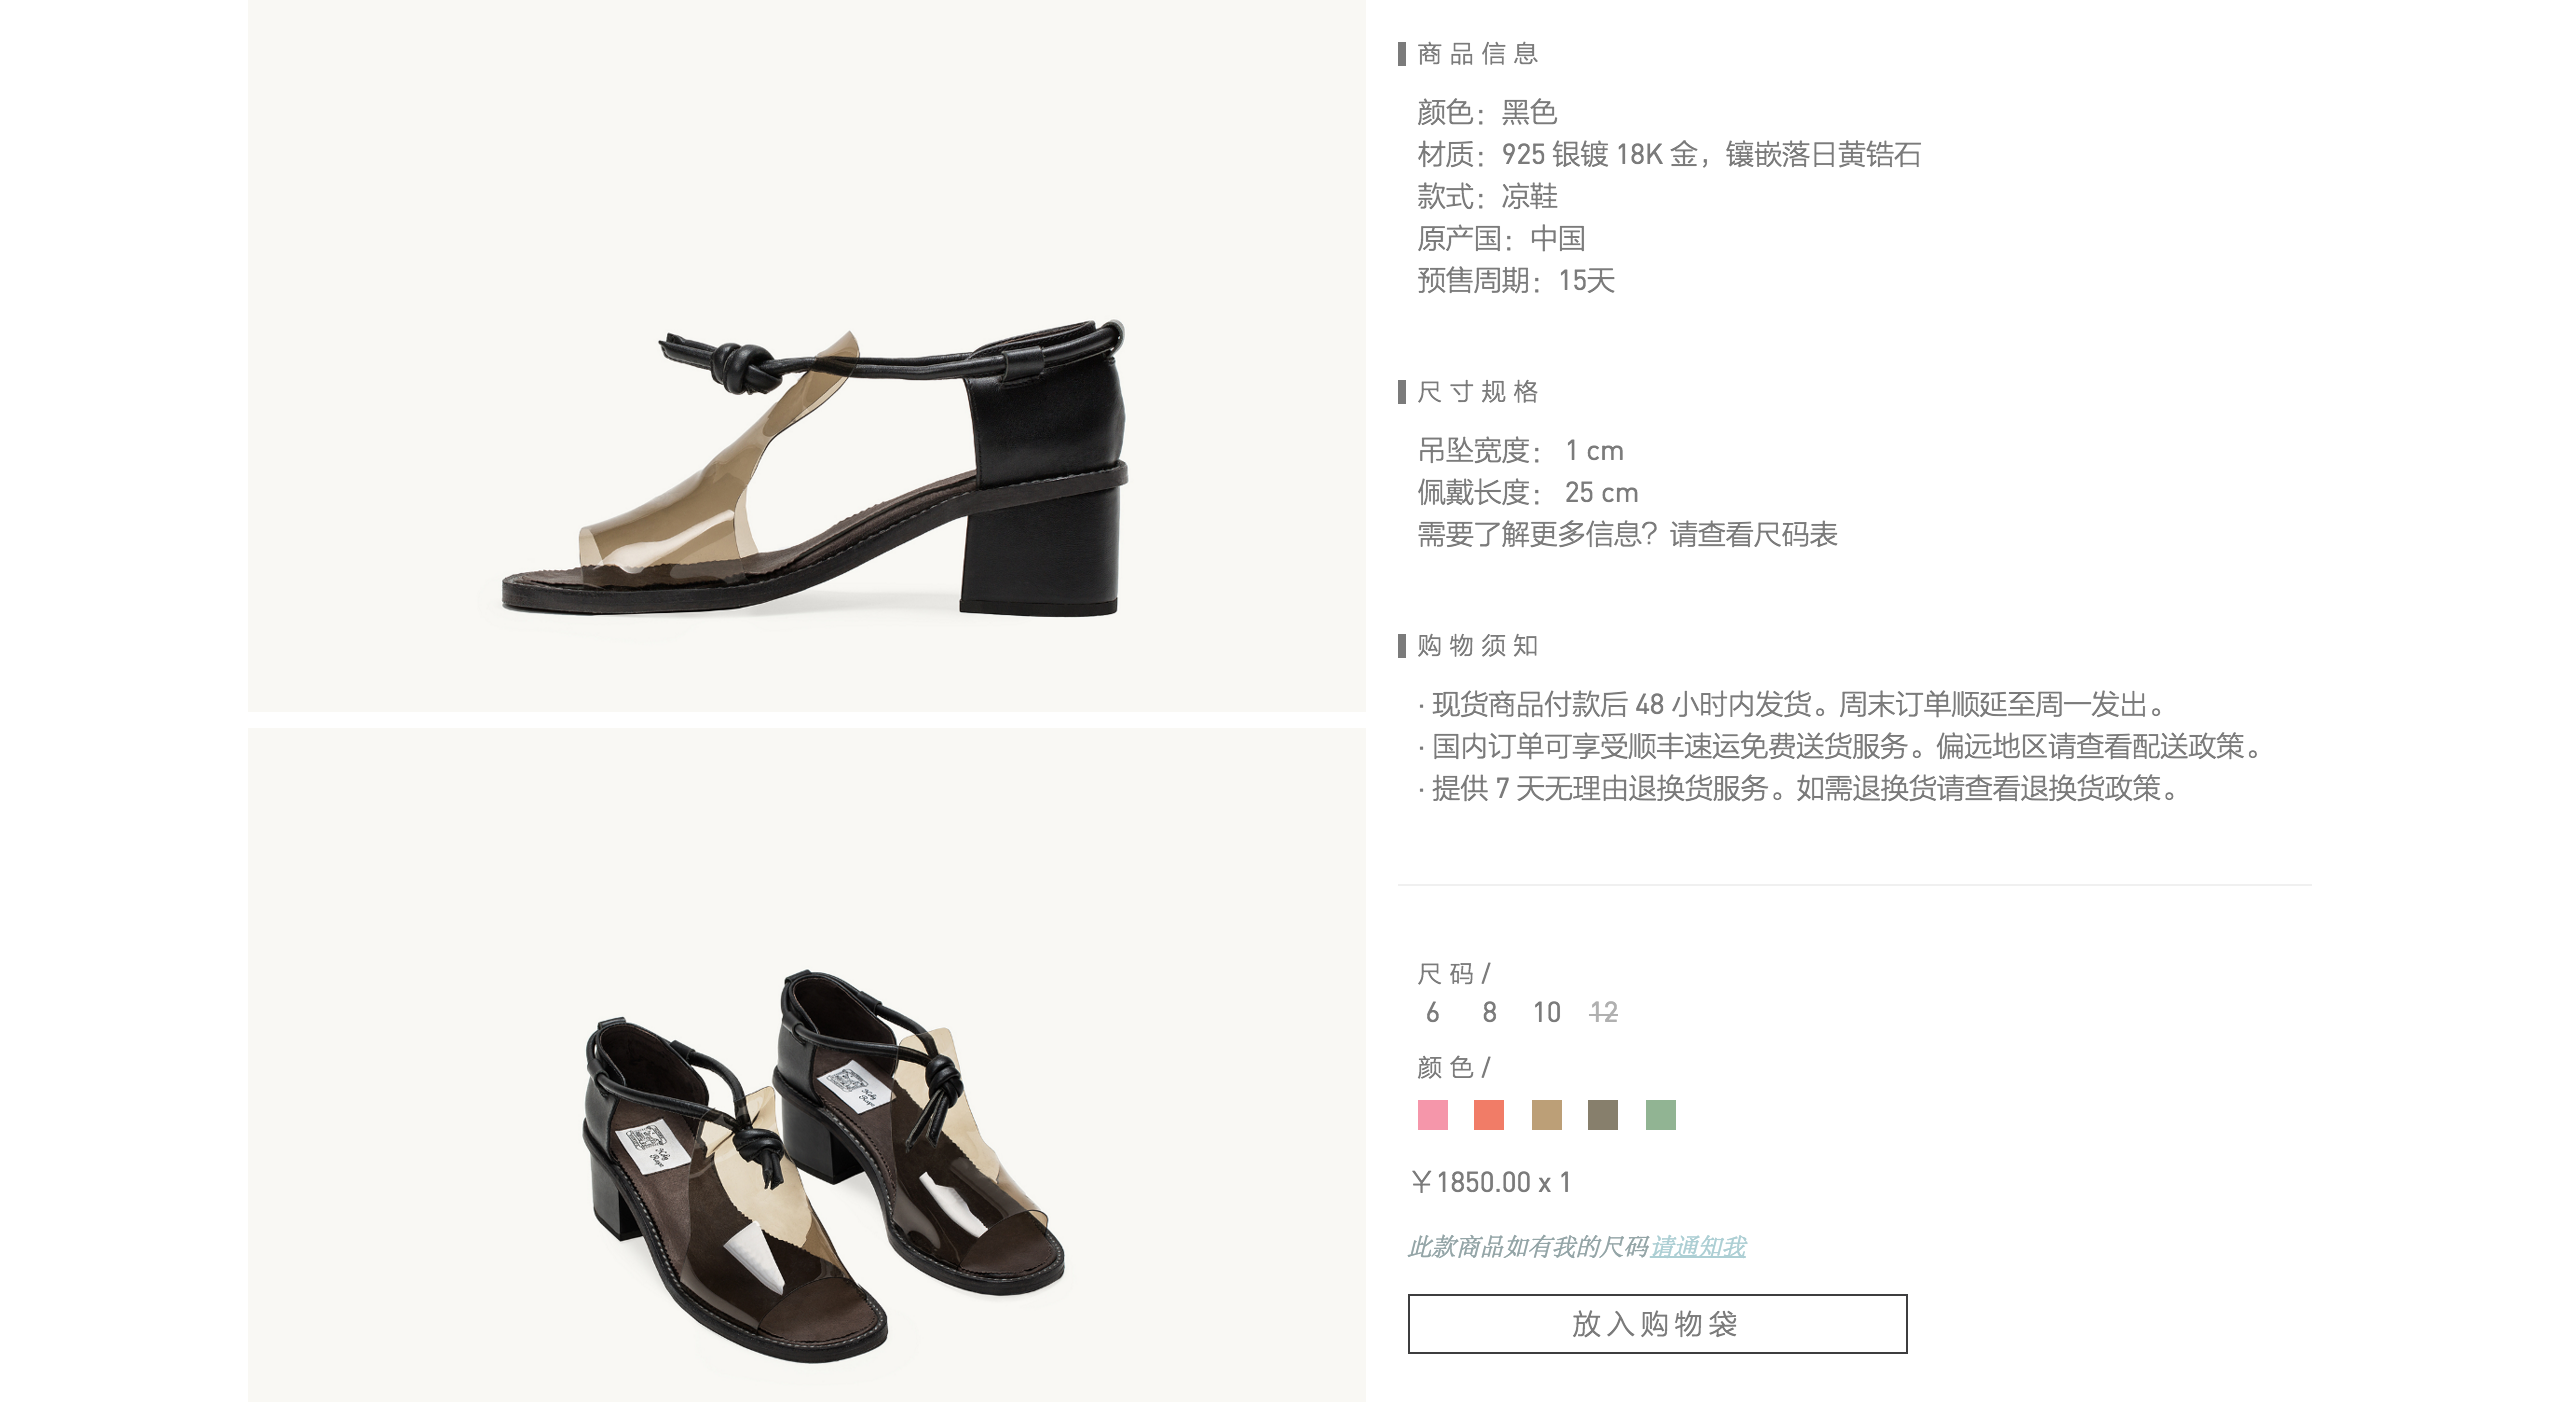 商品信息
颜色：黑色
材质：925 银镀 18K 金，镶嵌落日黄锆石
款式：凉鞋
原产国：中国
预售周期：15天
尺寸规格
吊坠宽度： 1 cm
佩戴长度： 25 cm
需要了解更多信息？请查看尺码表
购物须知
· 现货商品付款后 48 小时内发货。周末订单顺延至周一发出。
· 国内订单可享受顺丰速运免费送货服务。偏远地区请查看配送政策。
· 提供 7 天无理由退换货服务。如需退换货请查看退换货政策。
尺码/
6 8 10 12
颜色/
￥1850.00 x 1
此款商品如有我的尺码请通知我
放入购物袋